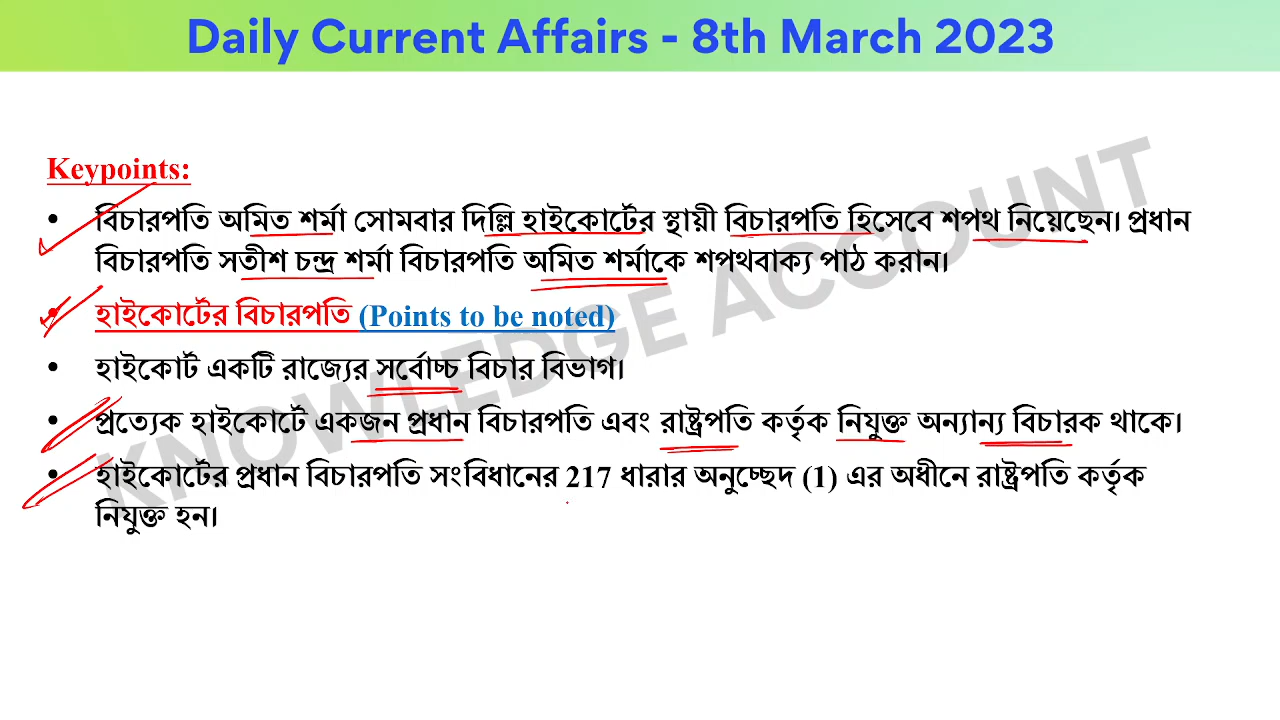 Daily Current Affairs - 8th March 2023
Keypoints:
• বিচারপতি অমিত শর্মা সোমবার দিল্লি হাইকোর্টের স্থায়ী বিচারপতি হিসেবে শপথ নিয়েছেন। প্রধান
বিচারপতি সতীশ চন্দ্র শর্মা বিচারপতি অমিত শর্মাকে শপথবাক্য পাঠ করান।
• হাইকোর্টের বিচারপতি (Points to be noted)
• হাইকোর্ট একটি রাজ্যের সর্বোচ্চ বিচার বিভাগ।
• প্রত্যেক হাইকোর্টে একজন প্রধান বিচারপতি এবং রাষ্ট্রপতি কর্তৃক নিযুক্ত অন্যান্য বিচারক থাকে।
• হাইকোর্টের প্রধান বিচারপতি সংবিধানের 217 ধারার অনুচ্ছেদ (1) এর অধীনে রাষ্ট্রপতি কর্তৃক
নিযুক্ত হন।
KNOWLEDGE ACCOUNT